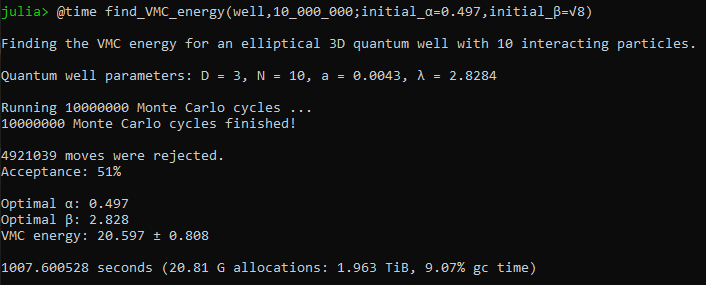 julia> @time find_VMC_energy(well,10_000_000;initial_α=0.497,initial_β=√8)
Finding the VMC energy for an elliptical 3D quantum well with 10 interacting particles.
Quantum well parameters: D = 3, N = 10, a = 0.0043, λ = 2.8284
Running 10000000 Monte Carlo cycles ...
10000000 Monte Carlo cycles finished!
4921039 moves were rejected.
Acceptance: 51%
Optimal α: 0.497
Optimal β: 2.828
VMC energy: 20.597 ± 0.808
1007.600528 seconds (20.81 G allocations: 1.963 TiB, 9.07% gc time)